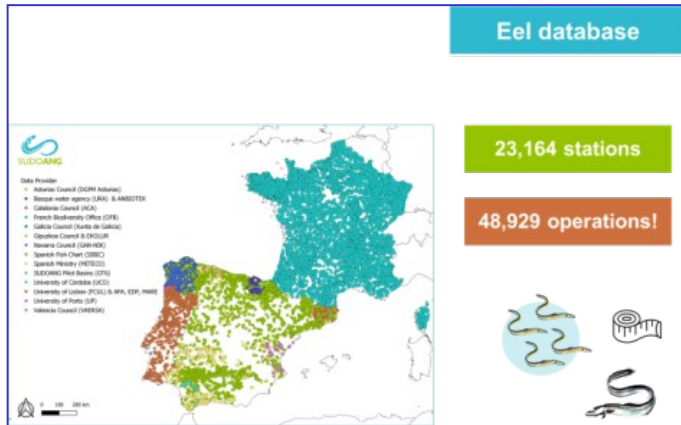 Eel database
23,164 stations
48,929 operations!
SUDOANG
Data Provider
Asturias Council (DGPM Asturias)
Basque water agency (URA) & ANBIOTEK
Catalonia Council (ACA)
French Biodiversity Office (OFB)
Galicia Council (Xunta de Galicia)
Gipuzkoa Council & EKOLUR
Navarra Council (GAN-NIK)
Spanish Fish Chart (SIBIC)
Spanish Ministry (MITECO)
SUDOANG Pilot Basins (GT6)
University of Córdoba (UCO)
University of Lisbon (FCUL) & APA, EDP, MARE
University of Porto (UP)
Valencia Council (VAERSA)
0 100 200 km